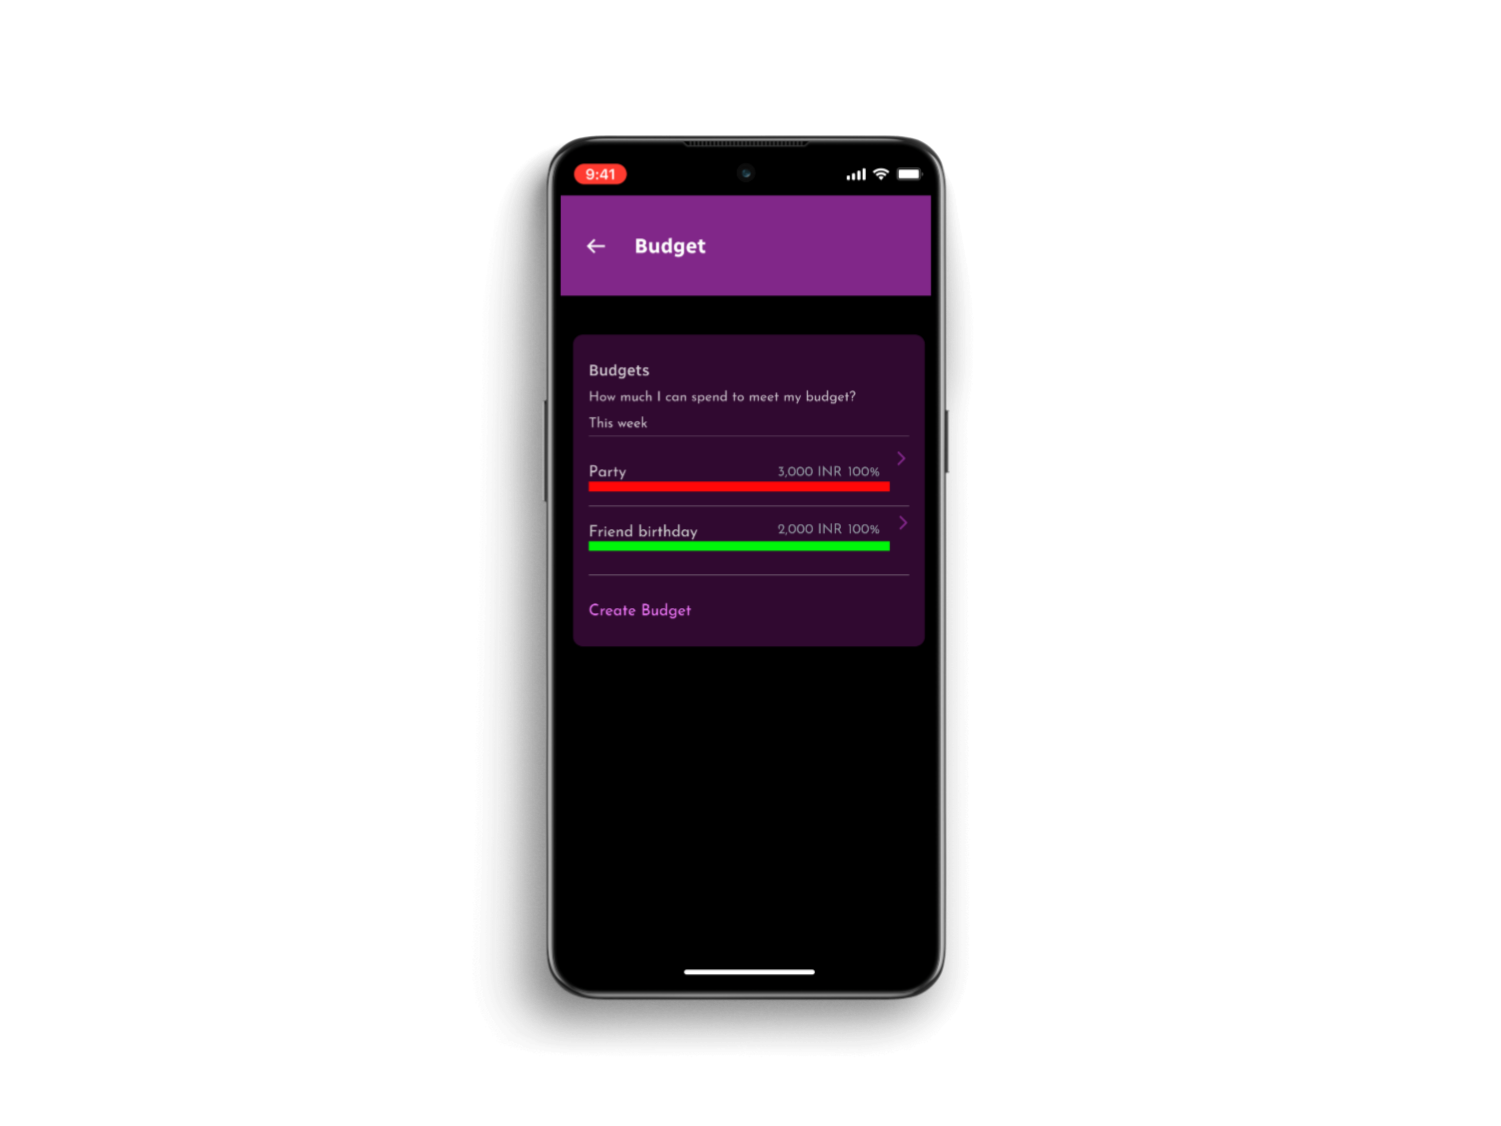 9:41
Budget
Budgets
How much I can spend to meet my budget?
This week
Party 3,000 INR 100%
Friend birthday 2,000 INR 100%
Create Budget